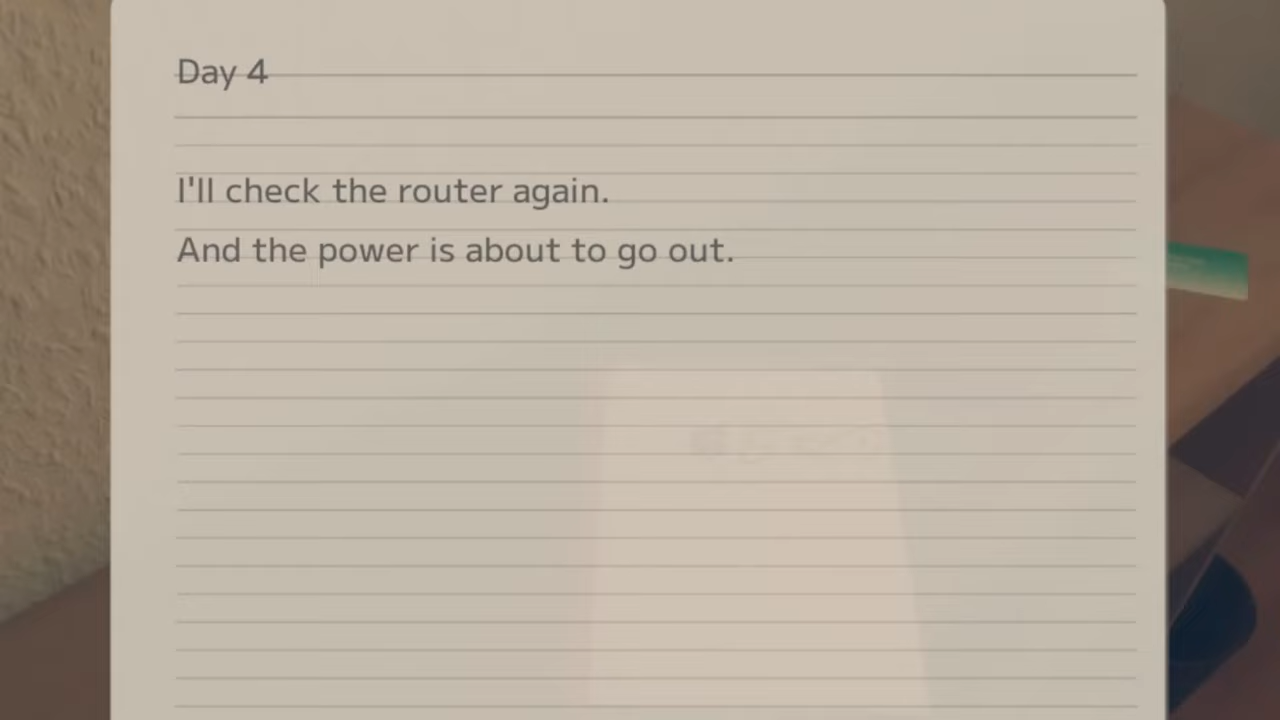 Day 4
I'll check the router again.
And the power is about to go out.